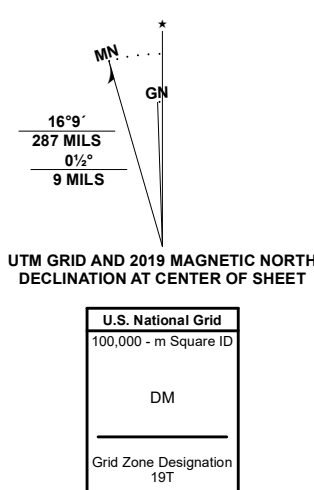 ★
MN
GN
16°9´
287 MILS
0½°
9 MILS
UTM GRID AND 2019 MAGNETIC NORTH
DECLINATION AT CENTER OF SHEET
U.S. National Grid
100,000 - m Square ID
DM
Grid Zone Designation
19T